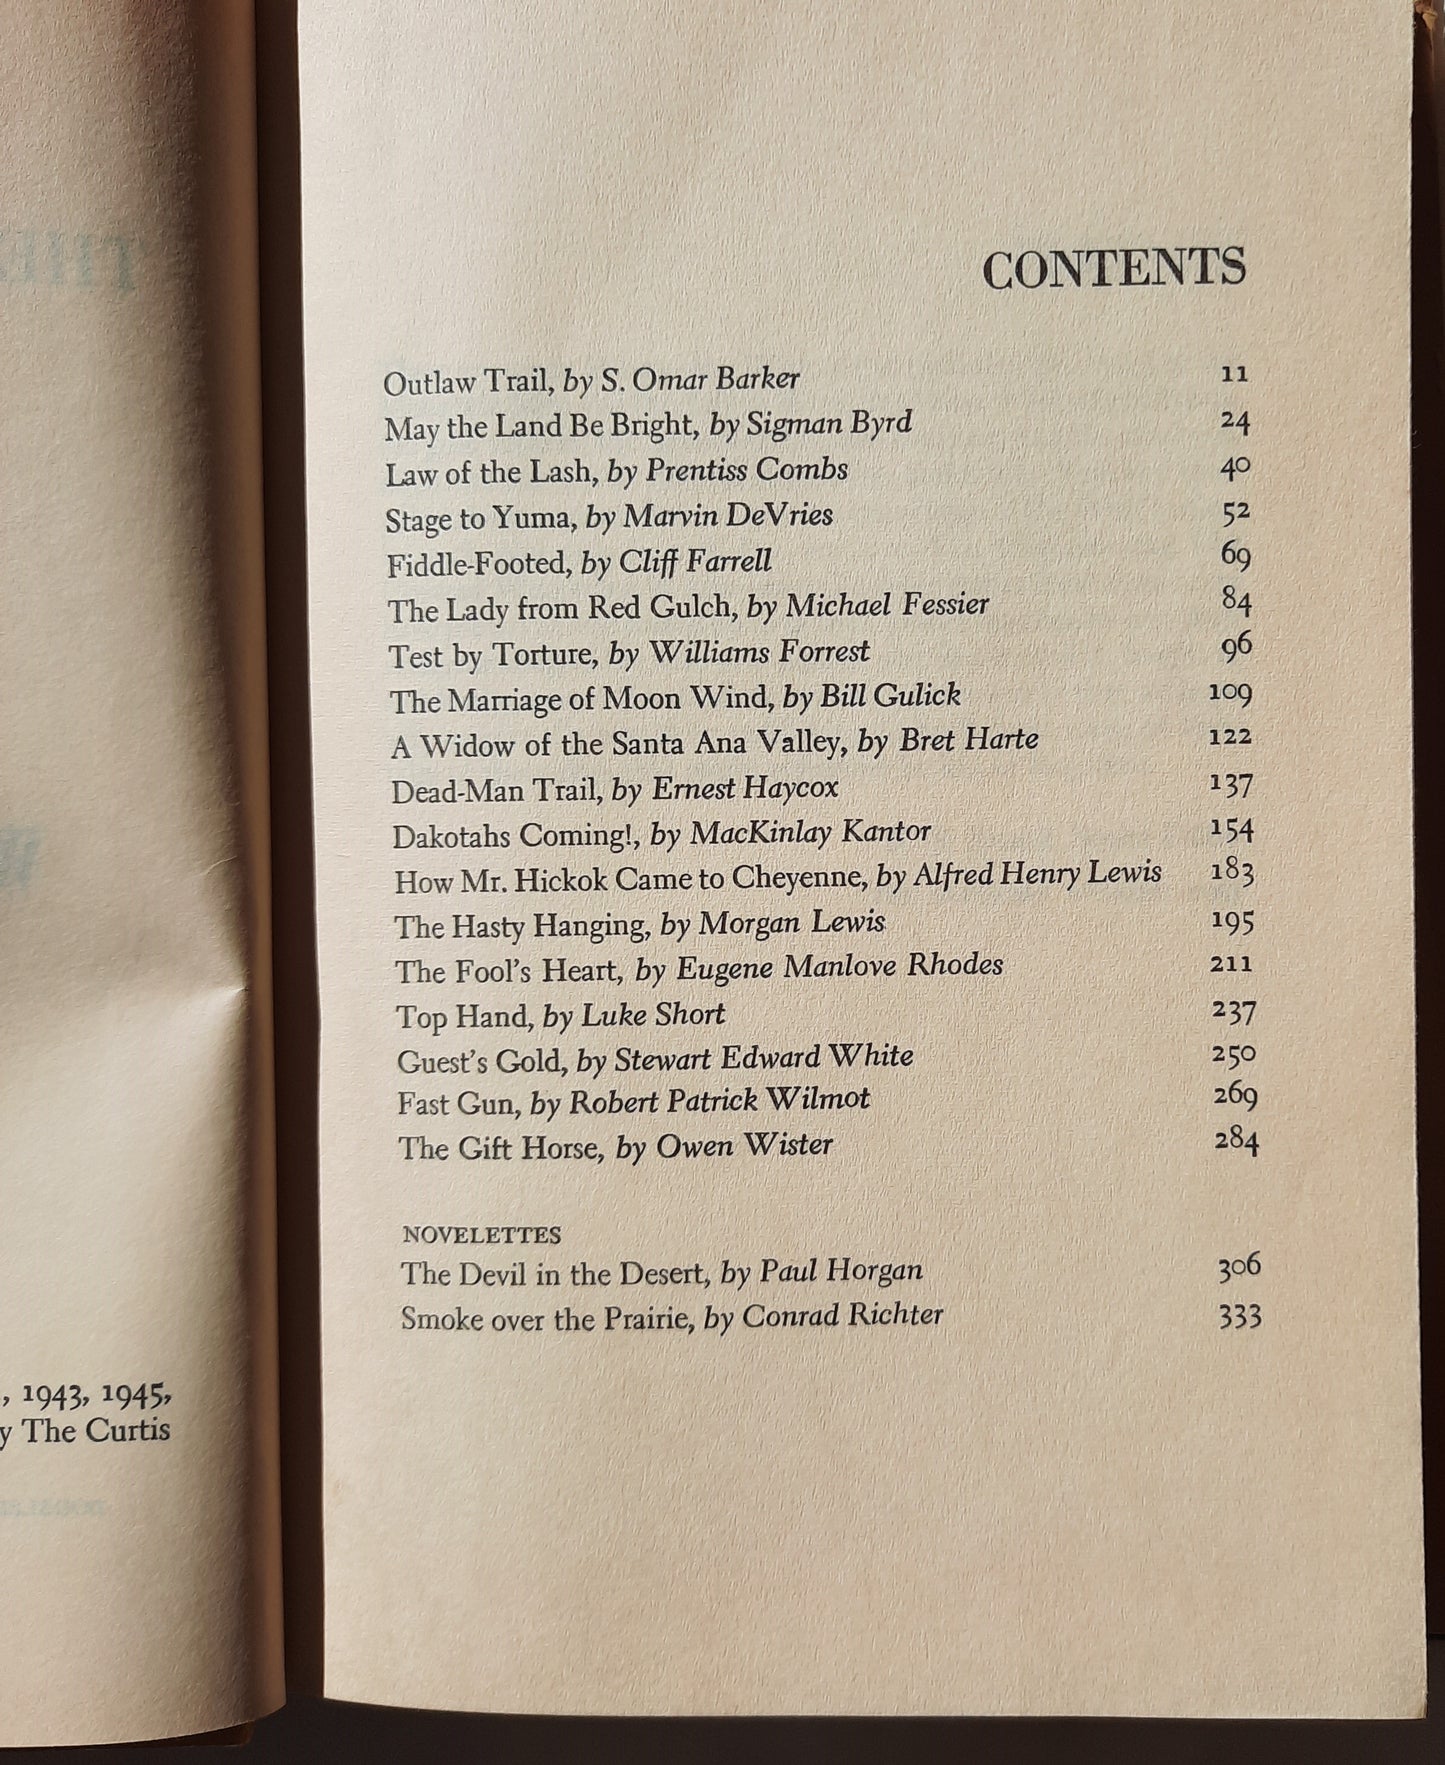 , 1943, 1945,
y The Curtis
CONTENTS
Outlaw Trail, by S. Omar Barker 11
May the Land Be Bright, by Sigman Byrd 24
Law of the Lash, by Prentiss Combs 40
Stage to Yuma, by Marvin DeVries 52
Fiddle-Footed, by Cliff Farrell 69
The Lady from Red Gulch, by Michael Fessier 84
Test by Torture, by Williams Forrest 96
The Marriage of Moon Wind, by Bill Gulick 109
A Widow of the Santa Ana Valley, by Bret Harte 122
Dead-Man Trail, by Ernest Haycox 137
Dakotahs Coming!, by MacKinlay Kantor 154
How Mr. Hickok Came to Cheyenne, by Alfred Henry Lewis 183
The Hasty Hanging, by Morgan Lewis 195
The Fool's Heart, by Eugene Manlove Rhodes 211
Top Hand, by Luke Short 237
Guest's Gold, by Stewart Edward White 250
Fast Gun, by Robert Patrick Wilmot 269
The Gift Horse, by Owen Wister 284
NOVELETTES
The Devil in the Desert, by Paul Horgan 306
Smoke over the Prairie, by Conrad Richter 333